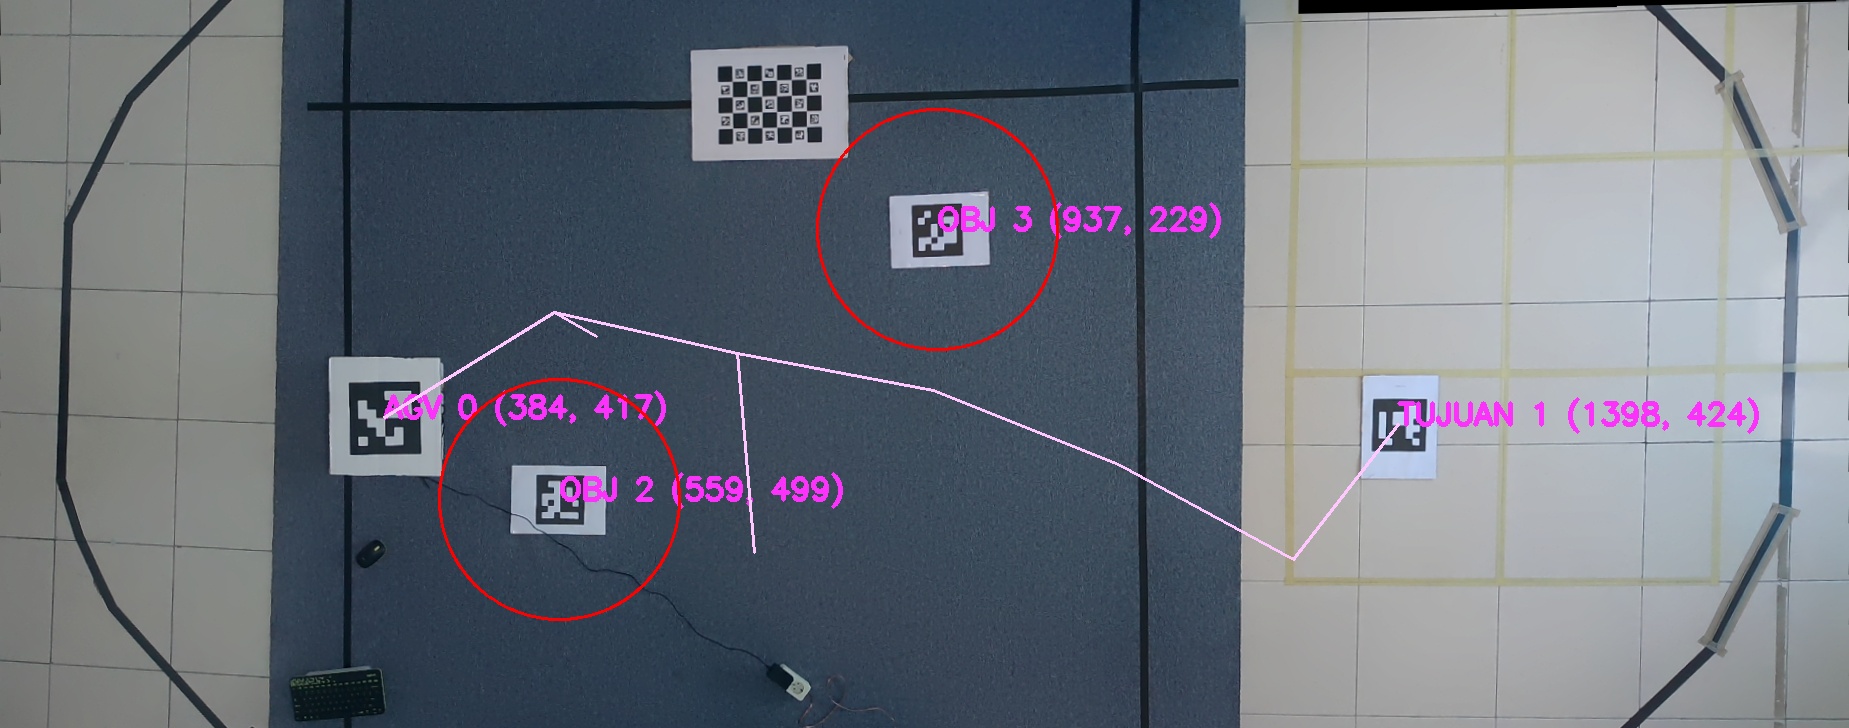 OBJ 3 (937, 229)
AGV 0 (384, 417)
TUJUAN 1 (1398, 424)
OBJ 2 (559, 499)